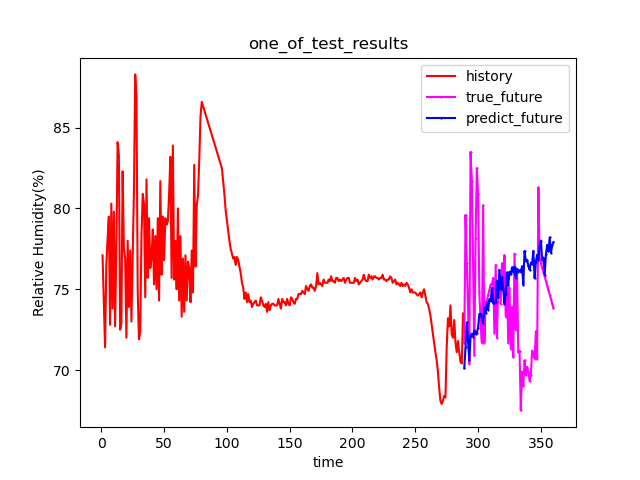 one_of_test_results
history
true_future
predict_future
Relative Humidity(%)
85
80
75
70
0 50 100 150 200 250 300 350
time